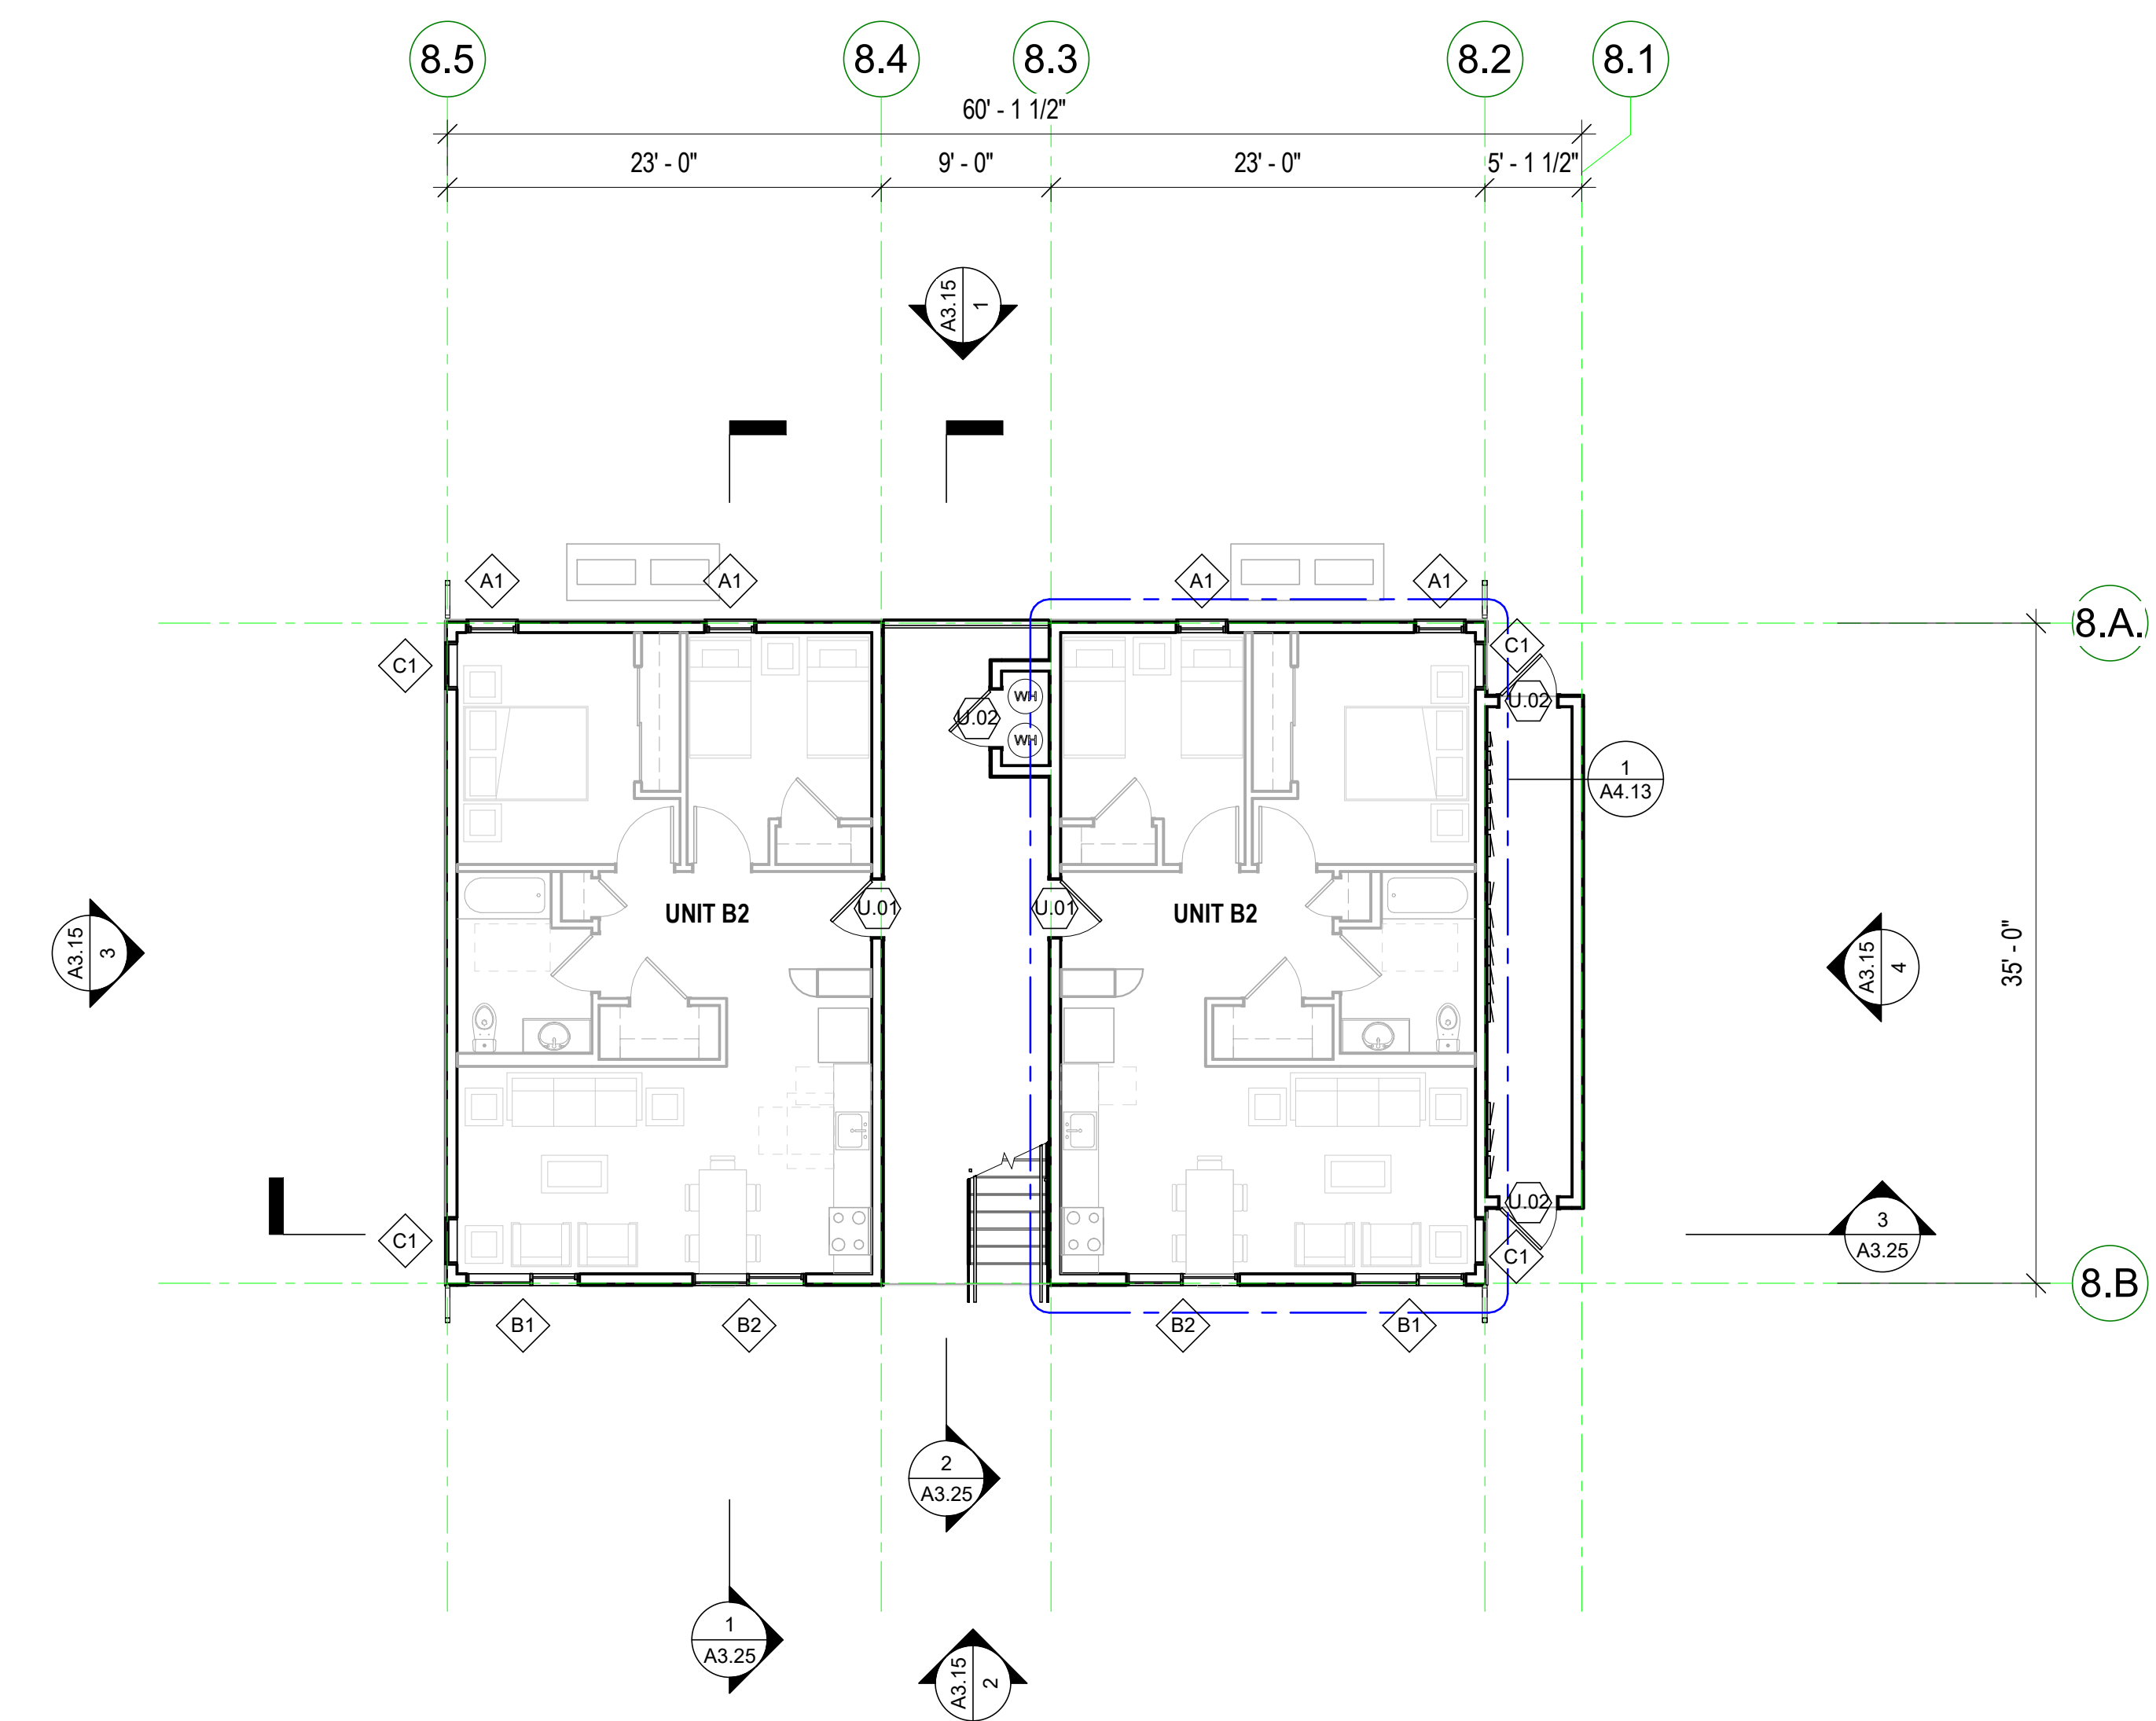 8.5
8.4
8.3
8.2
8.1
60' - 1 1/2"
23' - 0"
9' - 0"
23' - 0"
5' - 1 1/2"
A3.15
1
A1
A1
A1
A1
8.A.
C1
C1
WH
U.02
U.02
WH
1
A4.13
U.01
U.01
UNIT B2
UNIT B2
A3.15
3
A3.15
4
35' - 0"
U.02
3
A3.25
C1
C1
8.B
B1
B2
B2
B1
2
A3.25
1
A3.25
A3.15
2